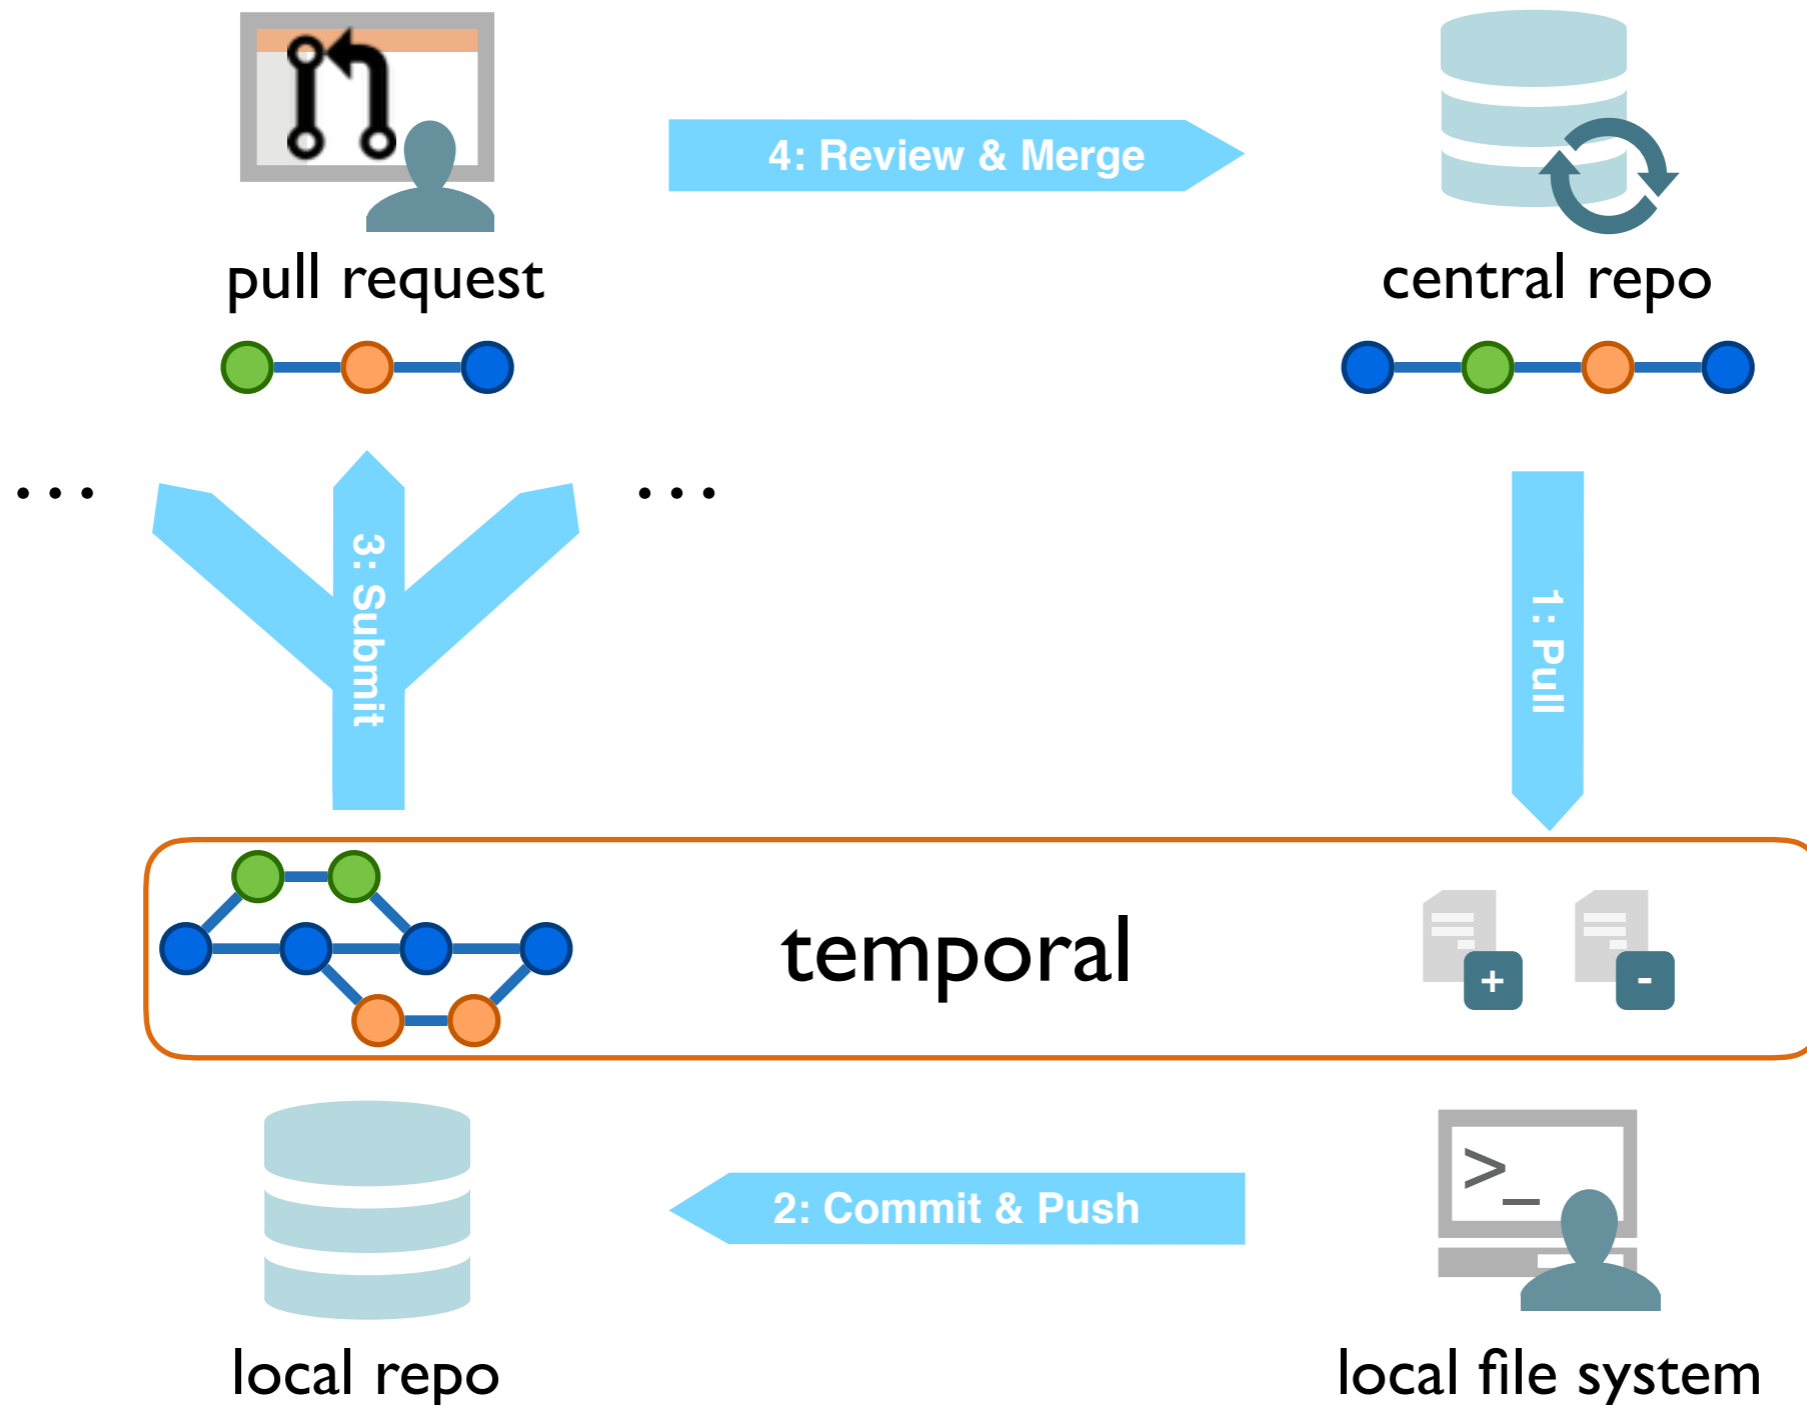 4: Review & Merge
pull request
central repo
... ...
3: Submit
1: Pull
temporal
+ -
>_
2: Commit & Push
local repo
local file system